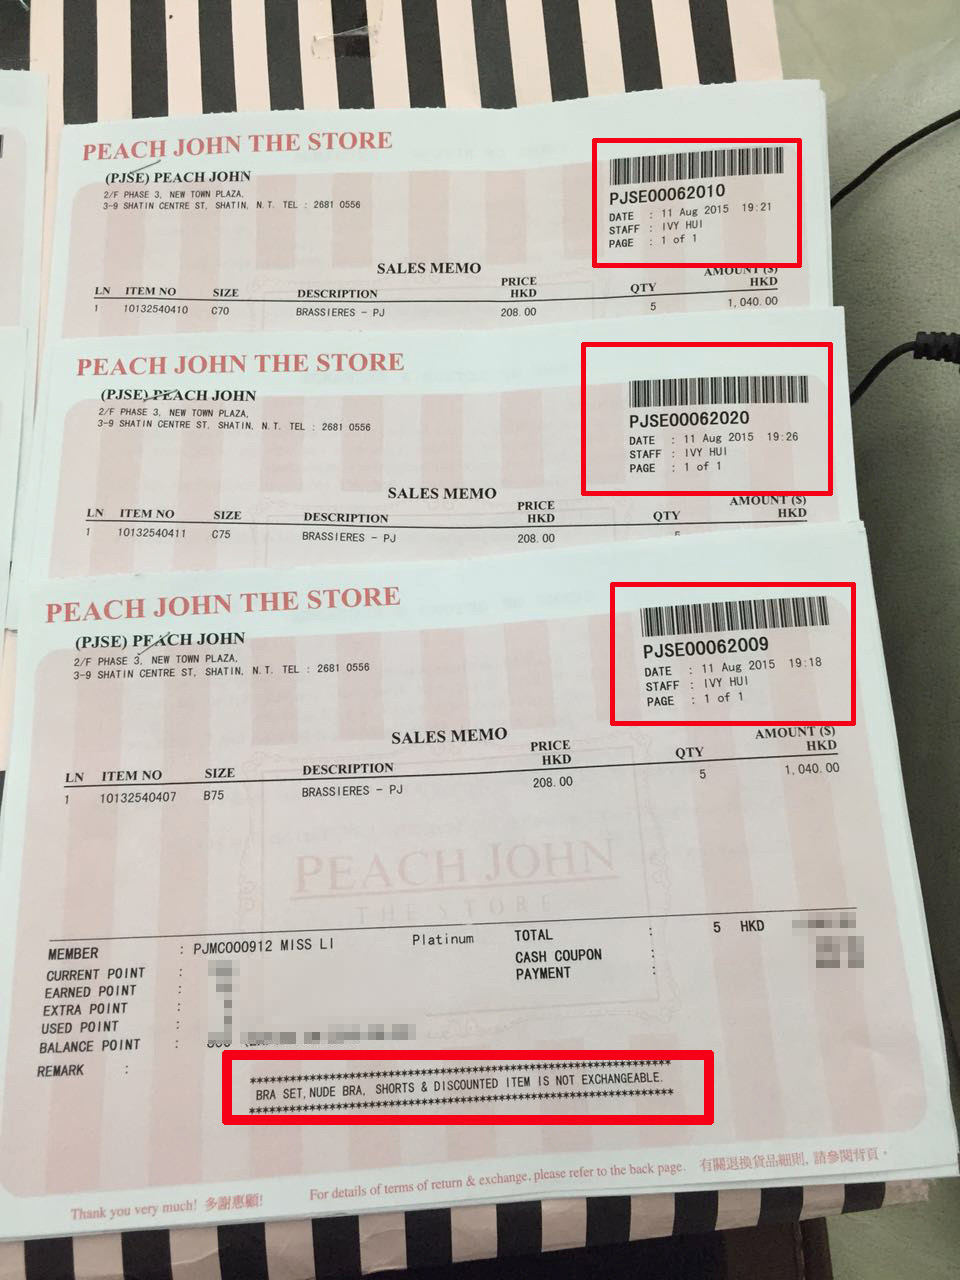 PEACH JOHN THE STORE
(PJSE) PEACH JOHN
2/F PHASE 3, NEW TOWN PLAZA,
3-9 SHATIN CENTRE ST, SHATIN, N.T. TEL : 2681 0556
PJSE00062010
DATE : 11 Aug 2015 19:21
STAFF : IVY HUI
PAGE : 1 of 1
SALES MEMO
LN ITEM NO SIZE DESCRIPTION PRICE HKD QTY AMOUNT ($) HKD
1 10132540410 C70 BRASSIERES - PJ 208.00 5 1,040.00
PEACH JOHN THE STORE
(PJSE) PEACH JOHN
2/F PHASE 3, NEW TOWN PLAZA,
3-9 SHATIN CENTRE ST, SHATIN, N.T. TEL : 2681 0556
PJSE00062020
DATE : 11 Aug 2015 19:26
STAFF : IVY HUI
PAGE : 1 of 1
SALES MEMO
LN ITEM NO SIZE DESCRIPTION PRICE HKD QTY AMOUNT ($) HKD
1 10132540411 C75 BRASSIERES - PJ 208.00
PEACH JOHN THE STORE
(PJSE) PEACH JOHN
2/F PHASE 3, NEW TOWN PLAZA,
3-9 SHATIN CENTRE ST, SHATIN, N.T. TEL : 2681 0556
PJSE00062009
DATE : 11 Aug 2015 19:18
STAFF : IVY HUI
PAGE : 1 of 1
SALES MEMO
LN ITEM NO SIZE DESCRIPTION PRICE HKD QTY AMOUNT ($) HKD
1 10132540407 B75 BRASSIERES - PJ 208.00 5 1,040.00
PEACH JOHN
THE STORE
MEMBER : PJMC000912 MISS LI Platinum TOTAL : 5 HKD
CURRENT POINT : CASH COUPON :
EARNED POINT : PAYMENT :
EXTRA POINT :
USED POINT :
BALANCE POINT :
REMARK :
****************************************************************
BRA SET,NUDE BRA, SHORTS & DISCOUNTED ITEM IS NOT EXCHANGEABLE.
****************************************************************
Thank you very much! 多謝惠顧! For details of terms of return & exchange, please refer to the back page. 有關退換貨品細則, 請參閱背頁。